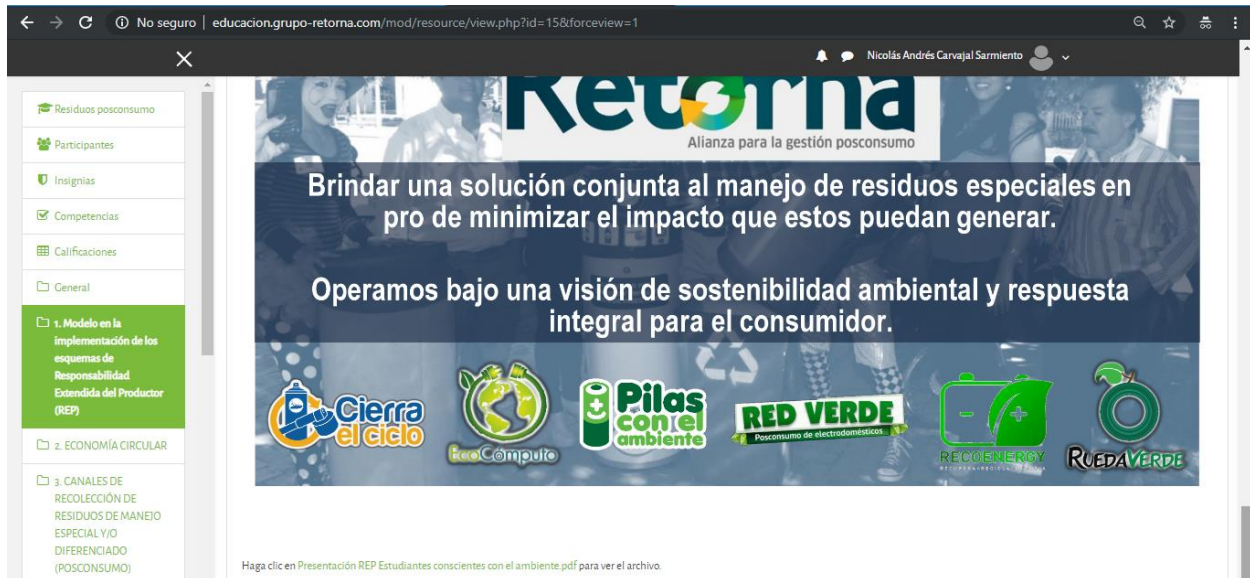 No seguro | educacion.grupo-retorna.com/mod/resource/view.php?id=15&forceview=1
Nicolás Andrés Carvajal Sarmiento
Residuos posconsumo
Participantes
Insignias
Competencias
Calificaciones
General
1. Modelo en la
implementación de los
esquemas de
Responsabilidad
Extendida del Productor
(REP)
2. ECONOMÍA CIRCULAR
3. CANALES DE
RECOLECCIÓN DE
RESIDUOS DE MANEJO
ESPECIAL Y/O
DIFERENCIADO
(POSCONSUMO)
Retorna
Alianza para la gestión posconsumo
Brindar una solución conjunta al manejo de residuos especiales en
pro de minimizar el impacto que estos puedan generar.
Operamos bajo una visión de sostenibilidad ambiental y respuesta
integral para el consumidor.
Cierra
el ciclo
EcoCómputo
Pilas
con el
ambiente
RED VERDE
Posconsumo de electrodomésticos
RECOENERGY
RUEDAVERDE
Haga clic en Presentación REP Estudiantes conscientes con el ambiente.pdf para ver el archivo.